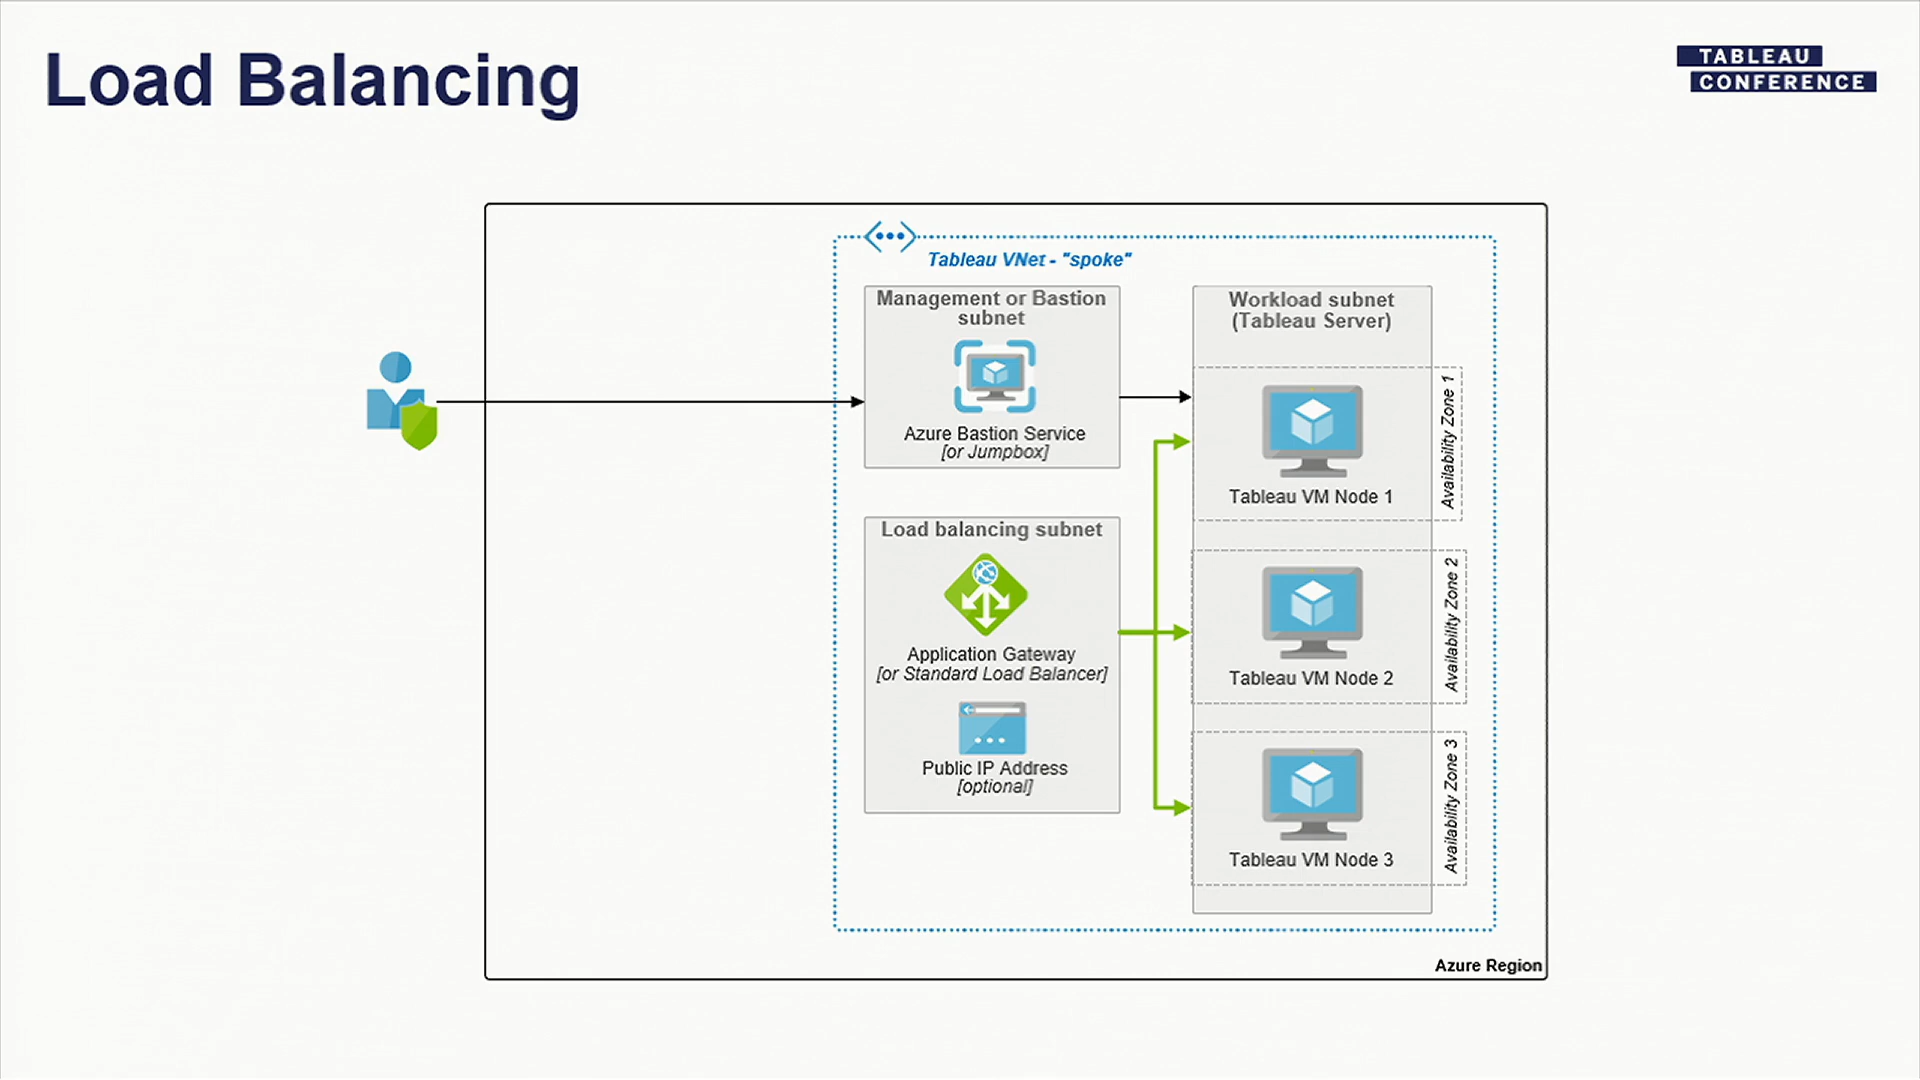 Load Balancing
TABLEAU
CONFERENCE
Tableau VNet - "spoke"
Management or Bastion
subnet
Azure Bastion Service
[or Jumpbox]
Load balancing subnet
Application Gateway
[or Standard Load Balancer]
Public IP Address
[optional]
Workload subnet
(Tableau Server)
Tableau VM Node 1
Availability Zone 1
Tableau VM Node 2
Availability Zone 2
Tableau VM Node 3
Availability Zone 3
Azure Region